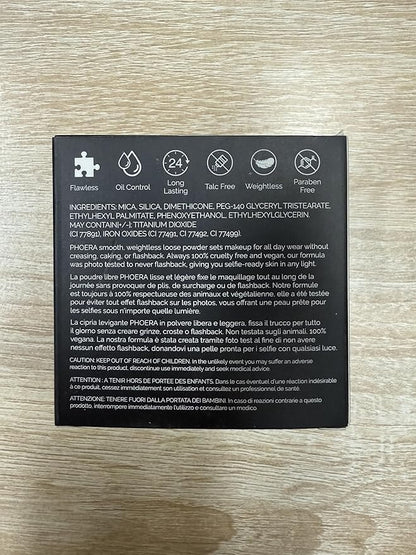 24
Flawless
Oil Control
Long
Lasting
Talc Free
Weightless
Paraben
Free
INGREDIENTS: MICA, SILICA, DIMETHICONE, PEG-140 GLYCERYL TRISTEARATE,
ETHYLHEXYL PALMITATE, PHENOXYETHANOL, ETHYLHEXYLGLYCERIN.
MAY CONTAIN(+/-): TITANIUM DIOXIDE
(CI 77891), IRON OXIDES (CI 77491, CI 77492, CI 77499).
PHOERA smooth, weightless loose powder sets makeup for all day wear without
creasing, caking, or flashback. Always 100% cruelty free and vegan, our formula
was photo tested to never flashback, giving you selfie-ready skin in any light.
La poudre libre PHOERA lisse et légère fixe le maquillage tout au long de la
journée sans provoquer de plis, de surcharge ou de flashback. Notre formule
est toujours à 100% respectueuse des animaux et végétalienne, elle a été testée
pour éviter tout effet flashback sur les photos, vous offrant une peau prête pour
les selfies sous n'importe quelle lumière.
La cipria levigante PHOERA in polvere libera e leggera, fissa il trucco per tutto
il giorno senza creare grinze, croste o flashback. Non testata sugli animali. 100%
vegana. La nostra formula è stata creata tramite foto test al fine di non avere
nessun effetto flashback, donandovi una pelle pronta per i selfie con qualsiasi luce.
CAUTION: KEEP OUT OF REACH OF CHILDREN. In the unlikely event you may suffer an adverse
reaction to this product, discontinue use immediately and seek medical advice.
ATTENTION : A TENIR HORS DE PORTEE DES ENFANTS. Dans le cas éventuel d'une réaction indésirable
à ce produit, cessez immédiatement son utilisation et consultez un professionnel de santé.
ATTENZIONE: TENERE FUORI DALLA PORTATA DEI BAMBINI. In caso di reazioni contrarie a questo
prodotto, interrompere immediatamente l'utilizzo e consultare un medico